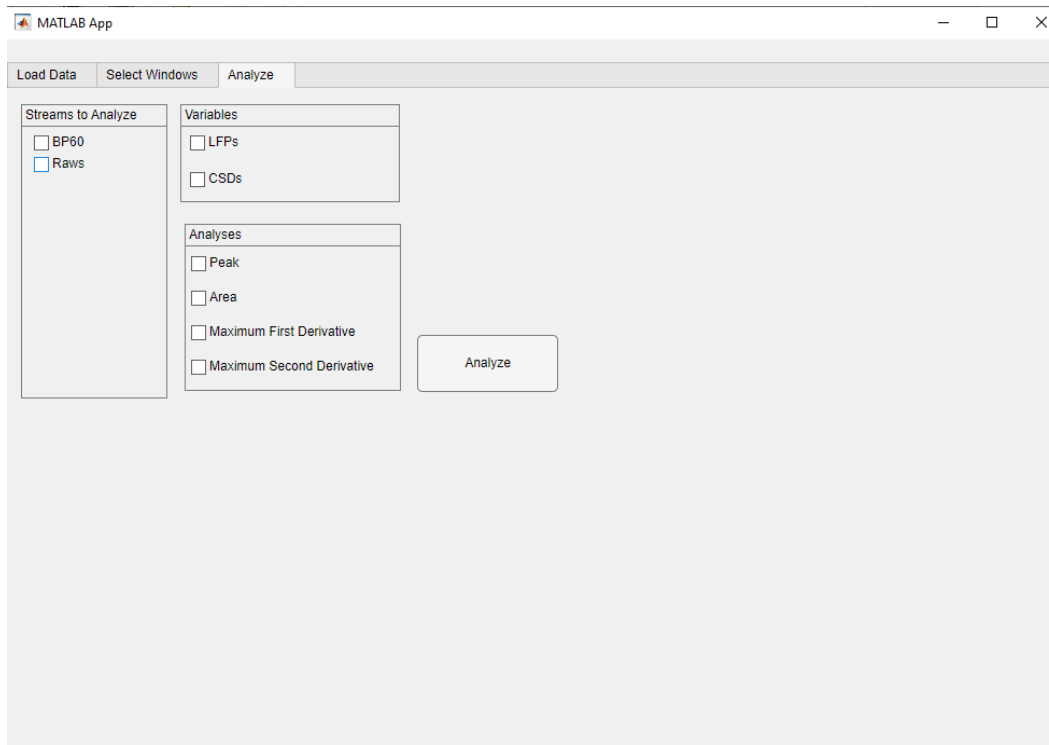 MATLAB App
Load Data Select Windows Analyze
Streams to Analyze
BP60
Raws
Variables
LFPs
CSDs
Analyses
Peak
Area
Maximum First Derivative
Maximum Second Derivative
Analyze